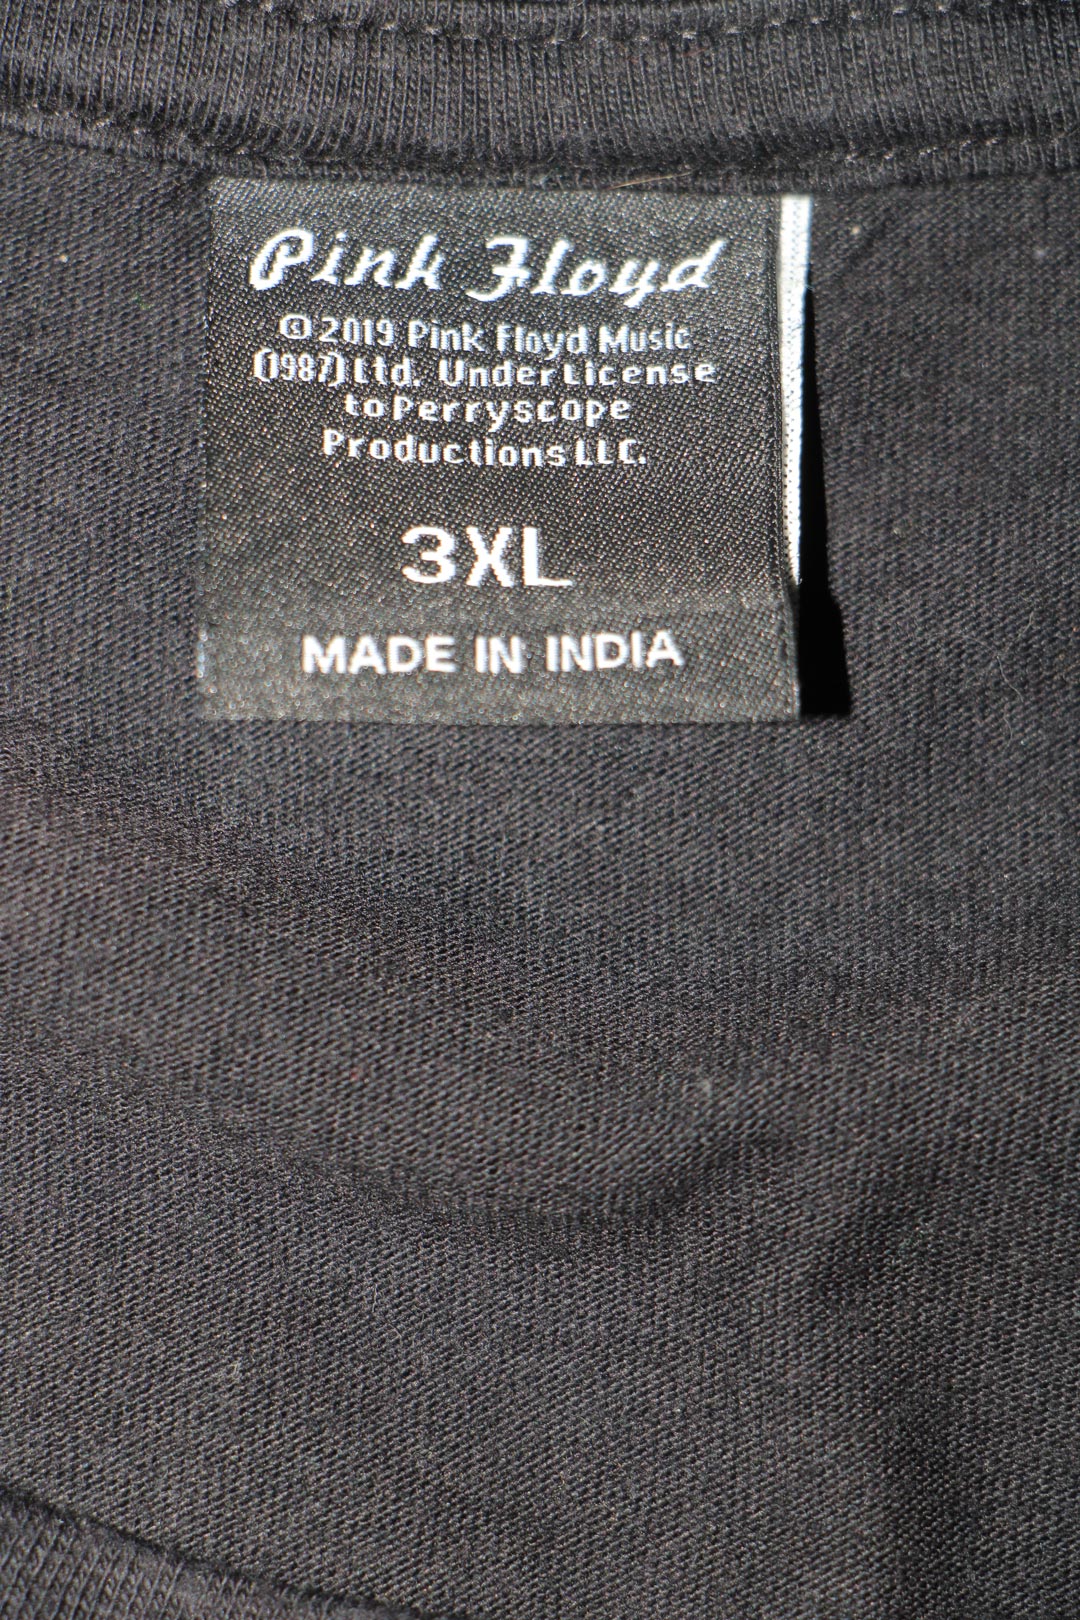 Pink Floyd
© 2019 Pink Floyd Music
(1987) Ltd. Under License
to Perryscope
Productions LLC.
3XL
MADE IN INDIA